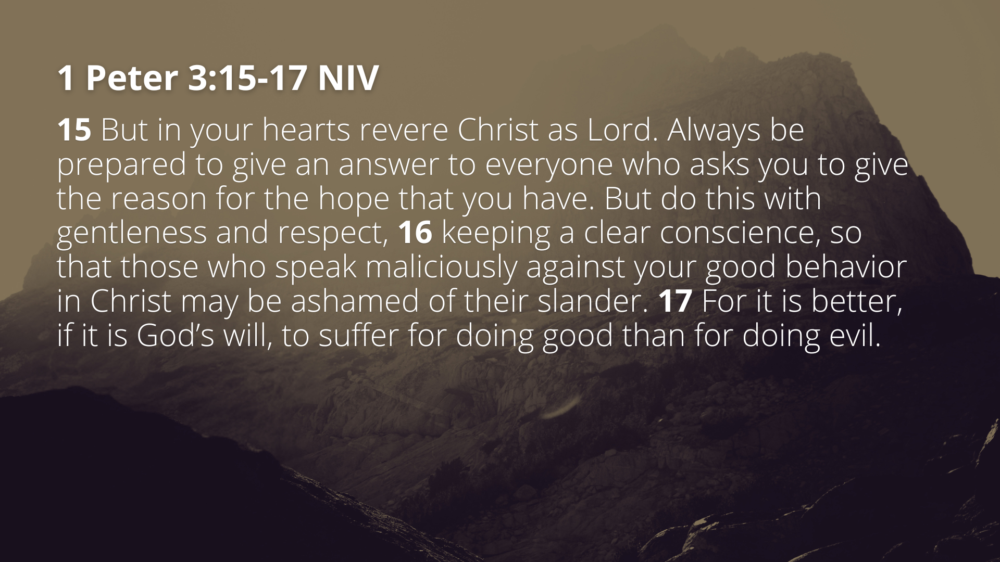 1 Peter 3:15-17 NIV
15 But in your hearts revere Christ as Lord. Always be
prepared to give an answer to everyone who asks you to give
the reason for the hope that you have. But do this with
gentleness and respect, 16 keeping a clear conscience, so
that those who speak maliciously against your good behavior
in Christ may be ashamed of their slander. 17 For it is better,
if it is God’s will, to suffer for doing good than for doing evil.